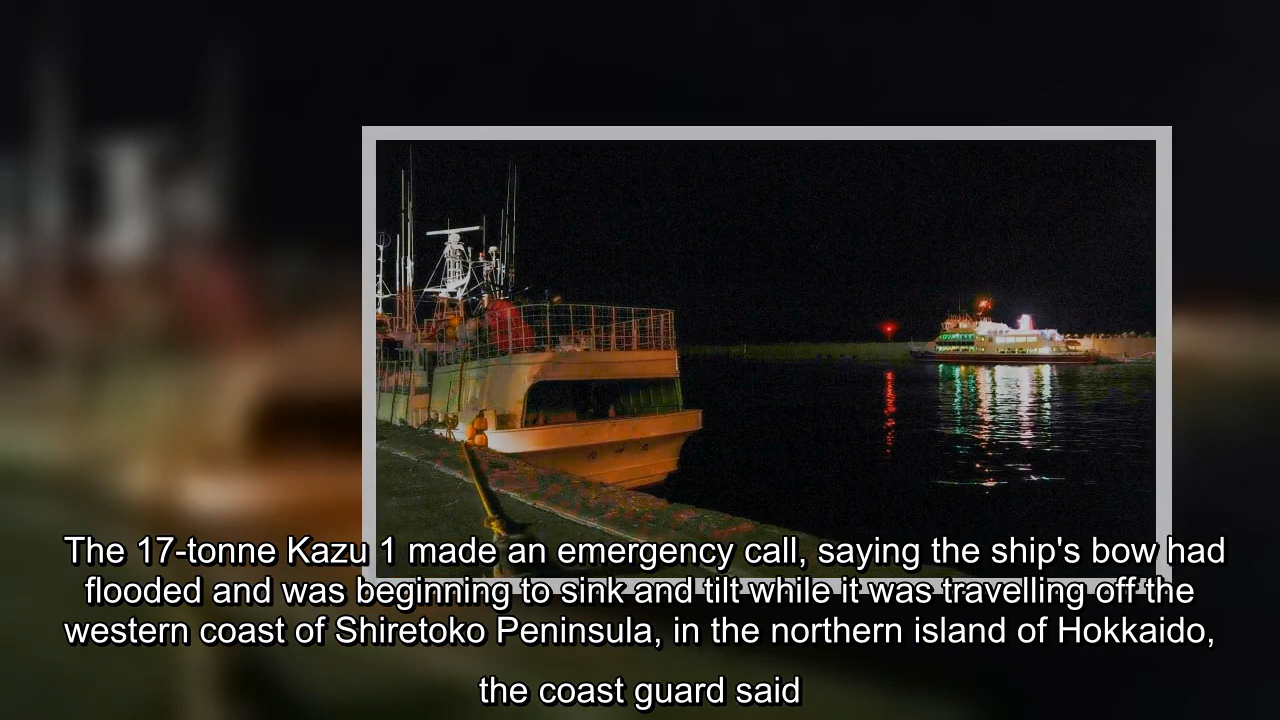 The 17-tonne Kazu 1 made an emergency call, saying the ship's bow had
flooded and was beginning to sink and tilt while it was travelling off the
western coast of Shiretoko Peninsula, in the northern island of Hokkaido,
the coast guard said